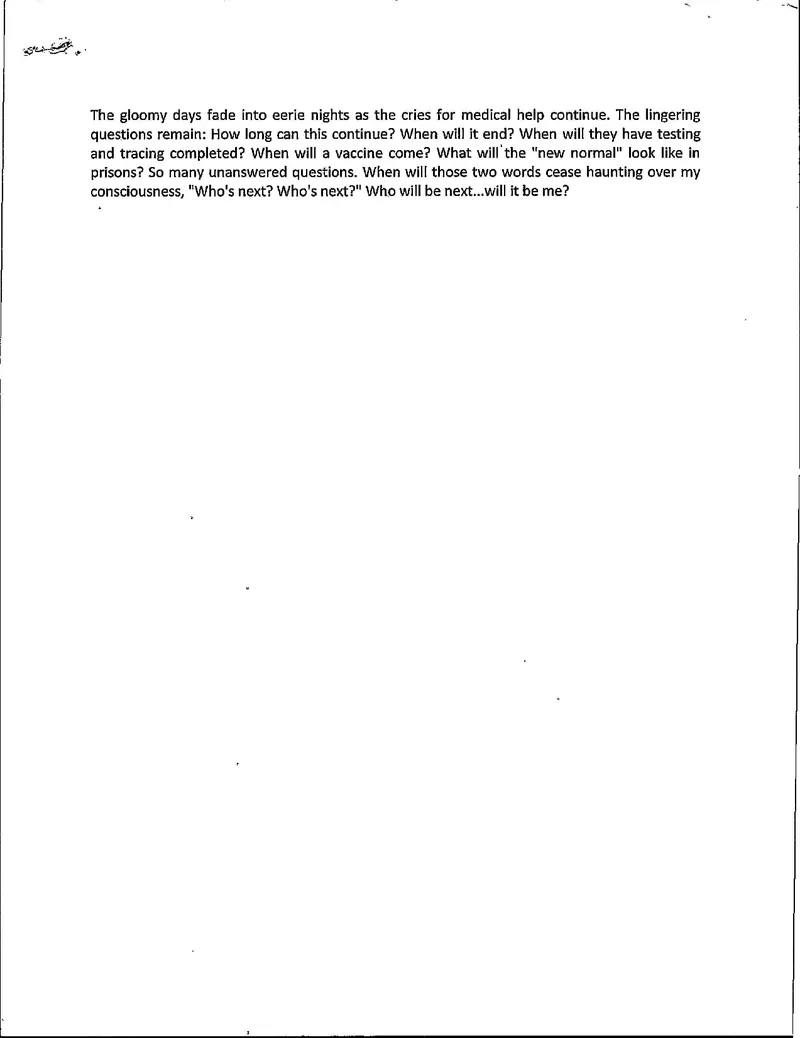 The gloomy days fade into eerie nights as the cries for medical help continue. The lingering
questions remain: How long can this continue? When will it end? When will they have testing
and tracing completed? When will a vaccine come? What will the "new normal" look like in
prisons? So many unanswered questions. When will those two words cease haunting over my
consciousness, "Who's next? Who's next?" Who will be next...will it be me?